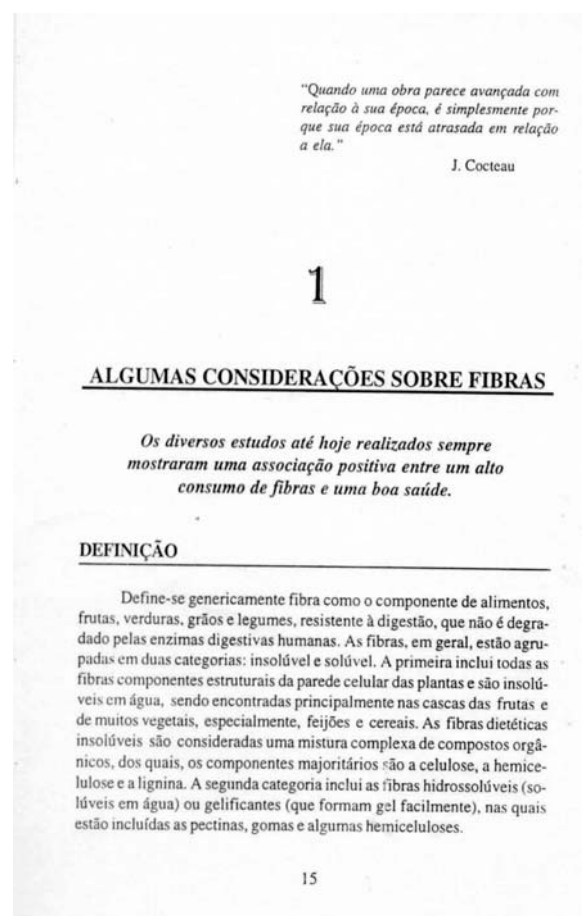 "Quando uma obra parece avançada com
relação à sua época, é simplesmente por-
que sua época está atrasada em relação
a ela."
J. Cocteau
1
ALGUMAS CONSIDERAÇÕES SOBRE FIBRAS
Os diversos estudos até hoje realizados sempre
mostraram uma associação positiva entre um alto
consumo de fibras e uma boa saúde.
DEFINIÇÃO
Define-se genericamente fibra como o componente de alimentos,
frutas, verduras, grãos e legumes, resistente à digestão, que não é degra-
dado pelas enzimas digestivas humanas. As fibras, em geral, estão agru-
padas em duas categorias: insolúvel e solúvel. A primeira inclui todas as
fibras componentes estruturais da parede celular das plantas e são insolú-
veis em água, sendo encontradas principalmente nas cascas das frutas e
de muitos vegetais, especialmente, feijões e cereais. As fibras dietéticas
insolúveis são consideradas uma mistura complexa de compostos orgâ-
nicos, dos quais, os componentes majoritários são a celulose, a hemice-
lulose e a lignina. A segunda categoria inclui as fibras hidrossolúveis (so-
lúveis em água) ou gelificantes (que formam gel facilmente), nas quais
estão incluídas as pectinas, gomas e algumas hemiceluloses.
15